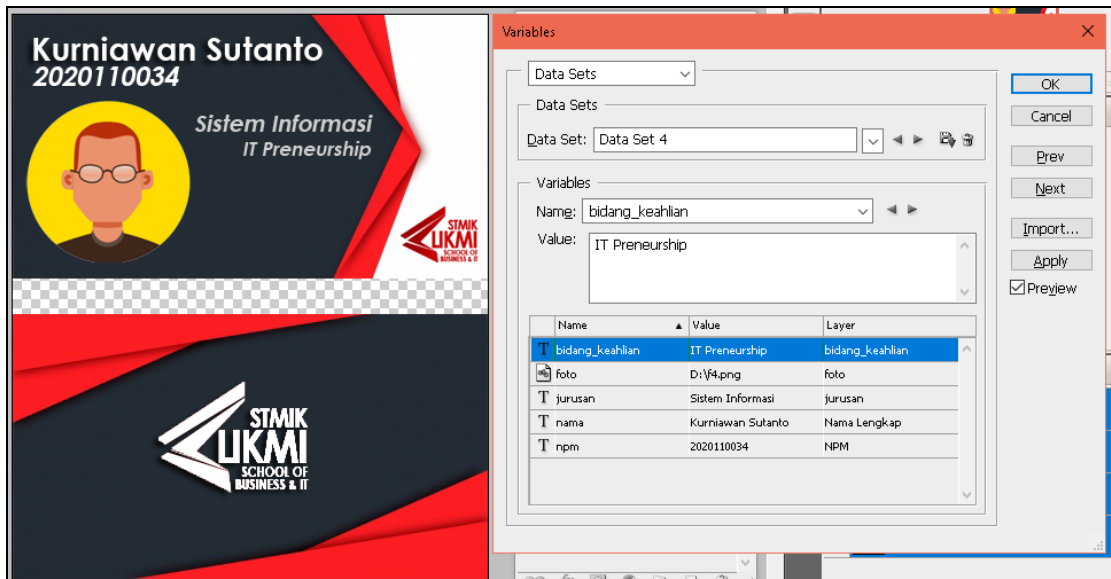 Kurniawan Sutanto
2020110034
Sistem Informasi
IT Preneurship
STMIK
LIKMI
SCHOOL OF
BUSINESS & IT
STMIK
LIKMI
SCHOOL OF
BUSINESS & IT
Variables
Data Sets
Data Sets
Data Set: Data Set 4
Variables
Name: bidang_keahlian
Value: IT Preneurship
Name Value Layer
T bidang_keahlian IT Preneurship bidang_keahlian
foto D:\f4.png foto
T jurusan Sistem Informasi jurusan
T nama Kurniawan Sutanto Nama Lengkap
T npm 2020110034 NPM
OK
Cancel
Prev
Next
Import...
Apply
Preview